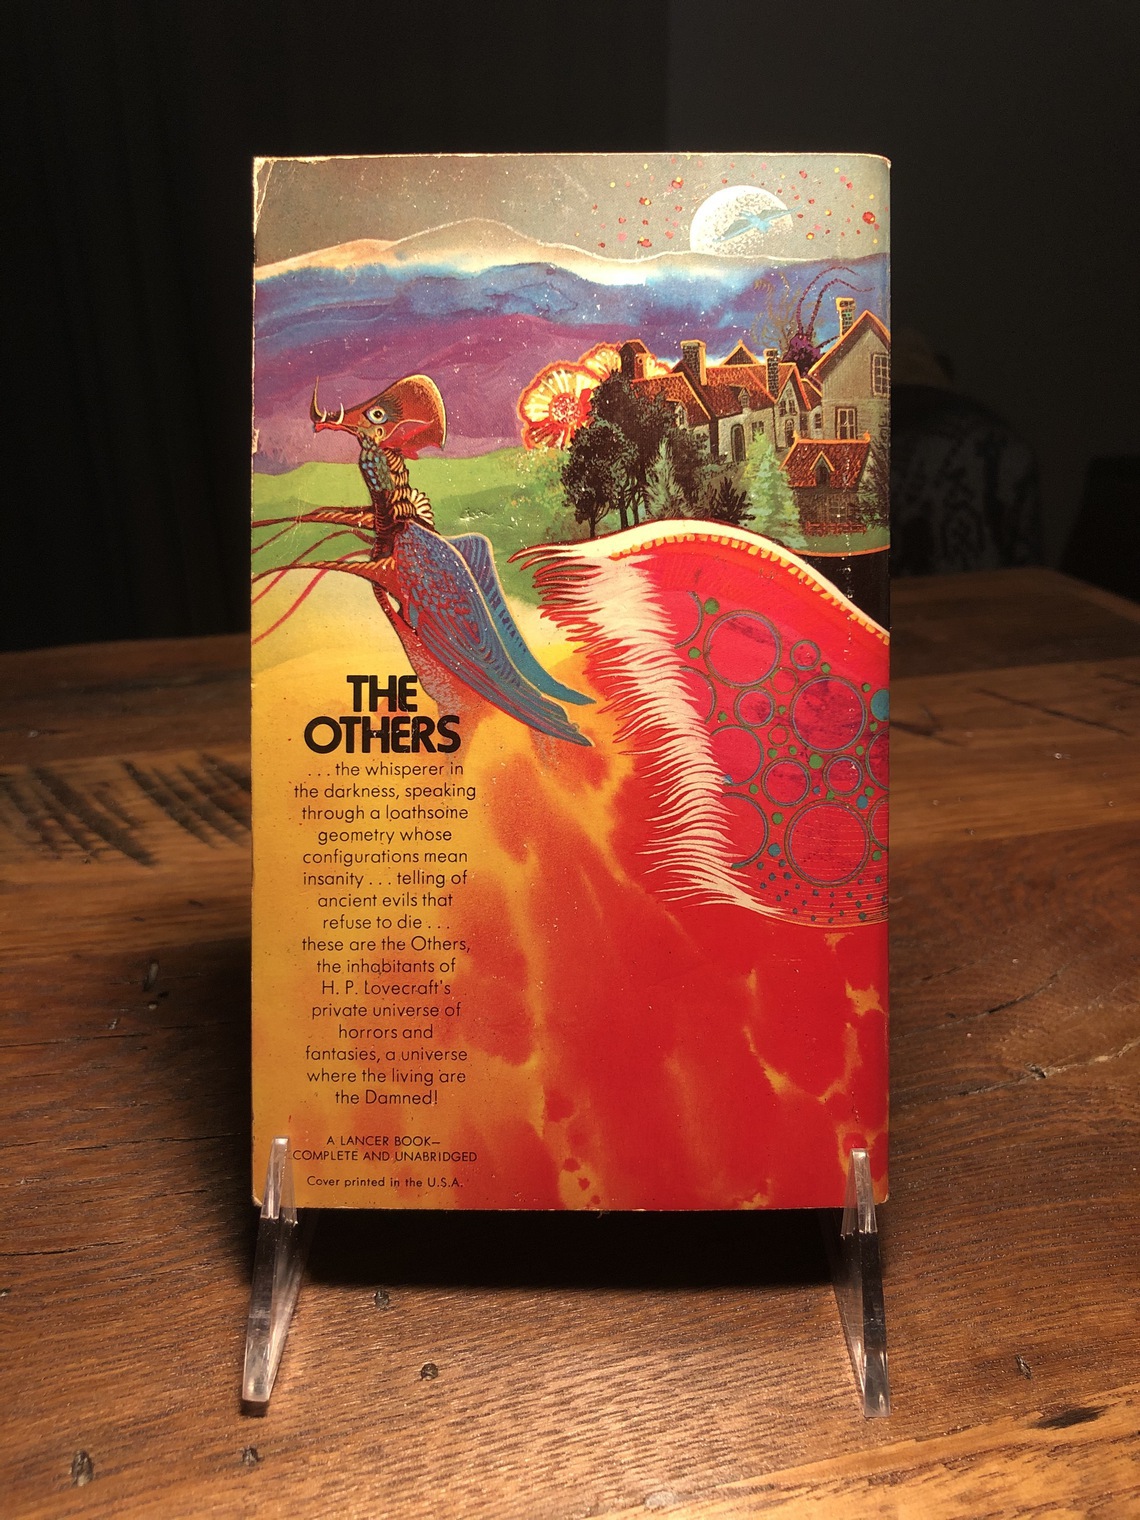 THE
OTHERS
. . . the whisperer in
the darkness, speaking
through a loathsome
geometry whose
configurations mean
insanity . . . telling of
ancient evils that
refuse to die . . .
these are the Others,
the inhabitants of
H. P. Lovecraft's
private universe of
horrors and
fantasies, a universe
where the living are
the Damned!
A LANCER BOOK—
COMPLETE AND UNABRIDGED
Cover printed in the U.S.A.